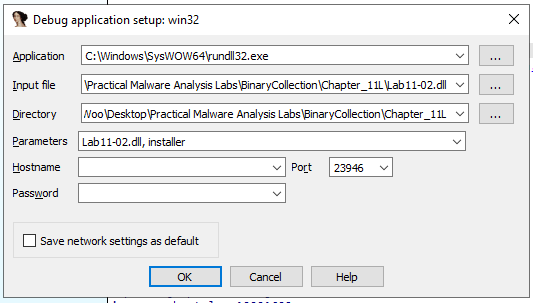 Debug application setup: win32
Application C:\Windows\SysWOW64\rundll32.exe ...
Input file \Practical Malware Analysis Labs\BinaryCollection\Chapter_11L\Lab11-02.dll ...
Directory Woo\Desktop\Practical Malware Analysis Labs\BinaryCollection\Chapter_11L ...
Parameters Lab11-02.dll, installer
Hostname Port 23946
Password
Save network settings as default
OK Cancel Help